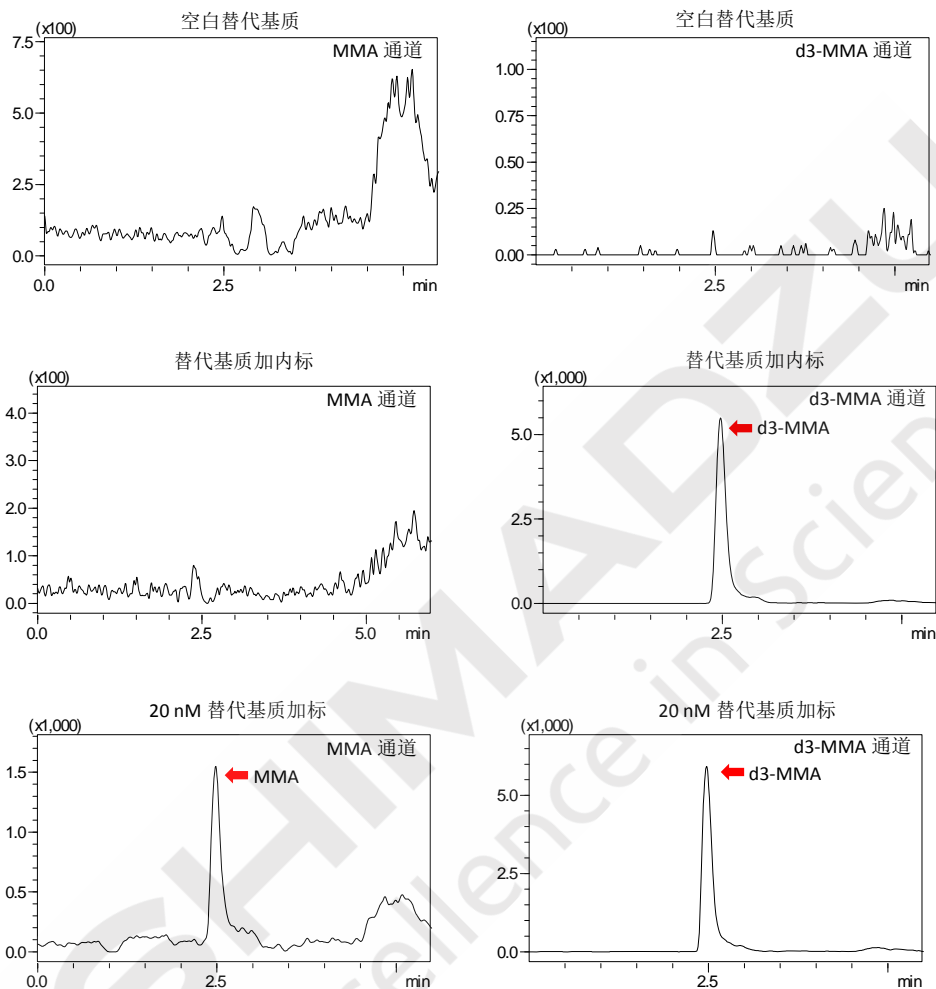 空白替代基质
(x100)
MMA 通道
7.5
5.0
2.5
0.0
0.0
2.5
min
空白替代基质
(x100)
d3-MMA 通道
1.00
0.75
0.50
0.25
0.00
2.5
min
替代基质加内标
(x100)
MMA 通道
4.0
3.0
2.0
1.0
0.0
0.0
2.5
5.0
min
替代基质加内标
(x1,000)
d3-MMA 通道
d3-MMA
5.0
2.5
0.0
2.5
min
20 nM 替代基质加标
(x1,000)
MMA 通道
MMA
1.5
1.0
0.5
0.0
0.0
2.5
min
20 nM 替代基质加标
(x1,000)
d3-MMA 通道
d3-MMA
5.0
2.5
0.0
2.5
min
SHIMADZU
Excellence in Scien